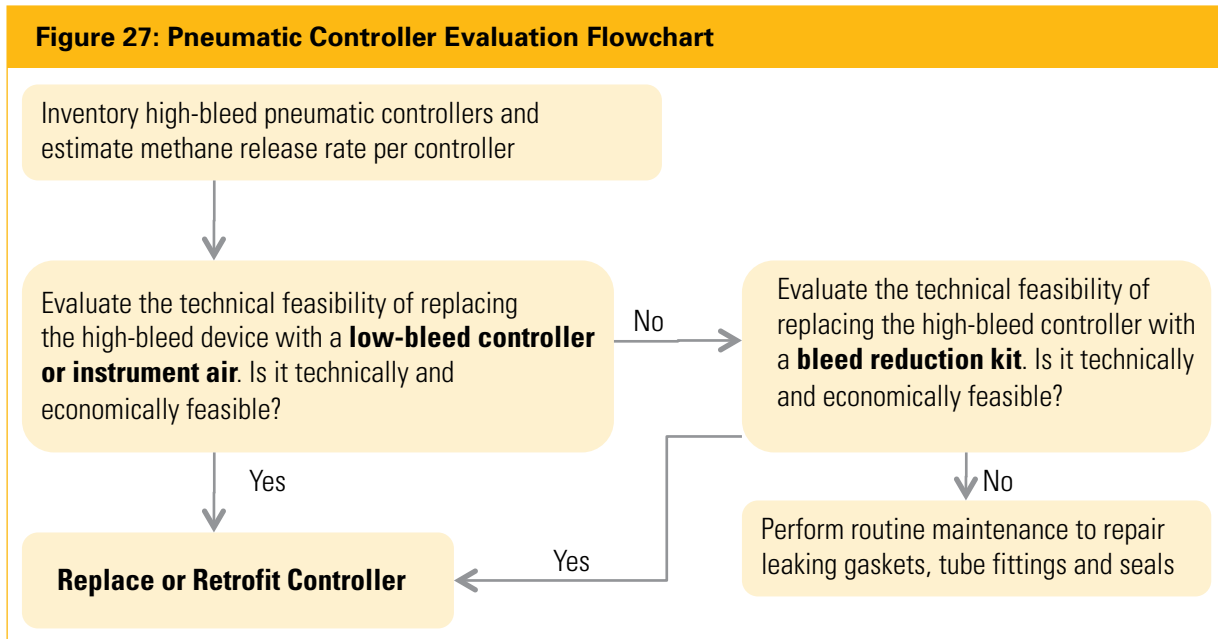 Figure 27: Pneumatic Controller Evaluation Flowchart
Inventory high-bleed pneumatic controllers and
estimate methane release rate per controller
Evaluate the technical feasibility of replacing
the high-bleed device with a low-bleed controller
or instrument air. Is it technically and
economically feasible?
No
Evaluate the technical feasibility of
replacing the high-bleed controller with
a bleed reduction kit. Is it technically
and economically feasible?
Yes
No
Replace or Retrofit Controller
Yes
Perform routine maintenance to repair
leaking gaskets, tube fittings and seals